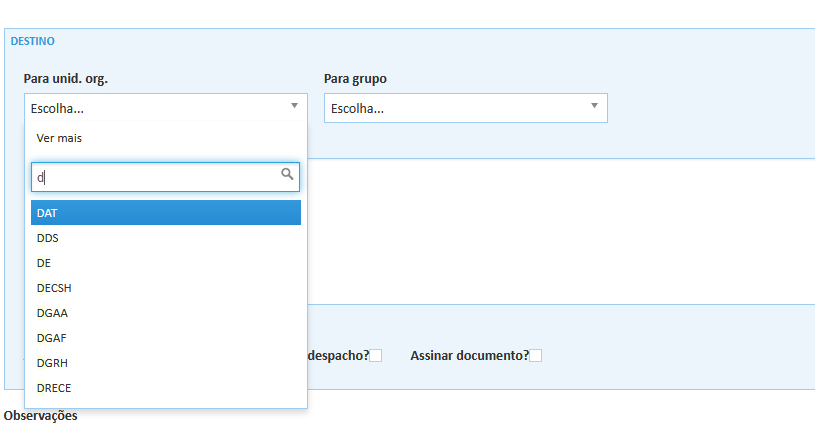 DESTINO
Para unid. org.
Para grupo
Escolha...
Escolha...
Ver mais
d
DAT
DDS
DE
DECSH
DGAA
DGAF
DGRH
DRECE
despacho?
Assinar documento?
Observações